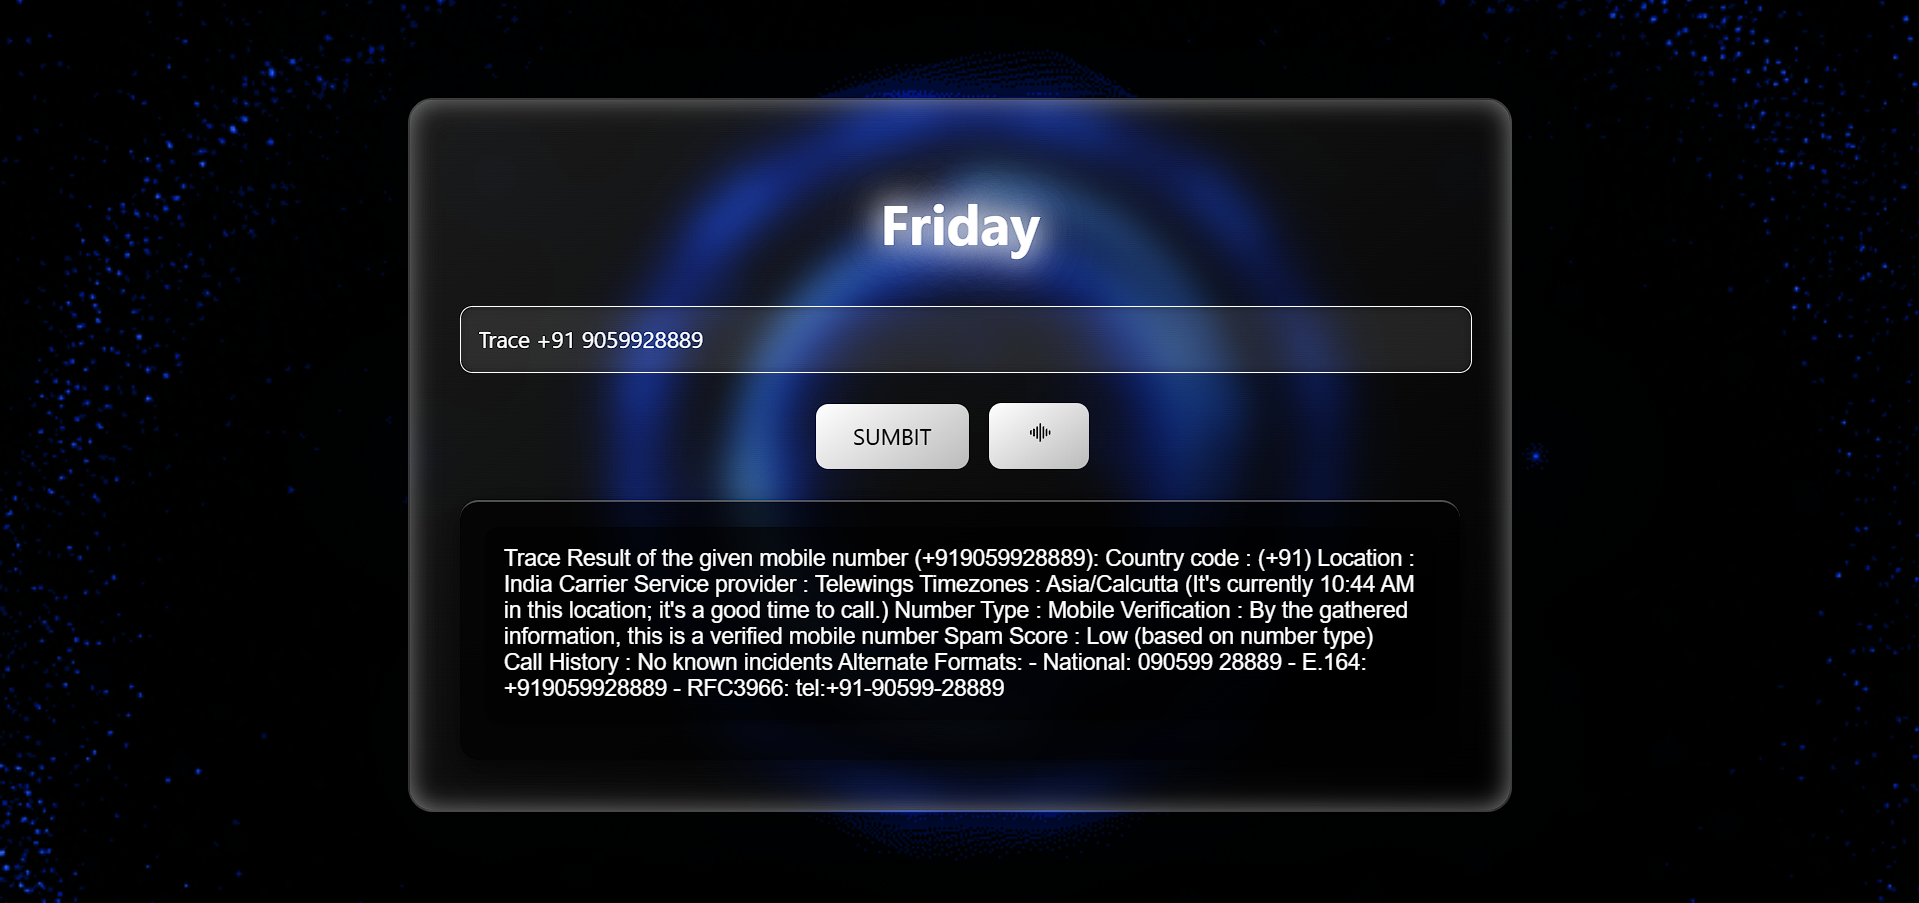 Friday
Trace +91 9059928889
SUMBIT
Trace Result of the given mobile number (+919059928889): Country code : (+91) Location :
India Carrier Service provider : Telewings Timezones : Asia/Calcutta (It's currently 10:44 AM
in this location; it's a good time to call.) Number Type : Mobile Verification : By the gathered
information, this is a verified mobile number Spam Score : Low (based on number type)
Call History : No known incidents Alternate Formats: - National: 090599 28889 - E.164:
+919059928889 - RFC3966: tel:+91-90599-28889